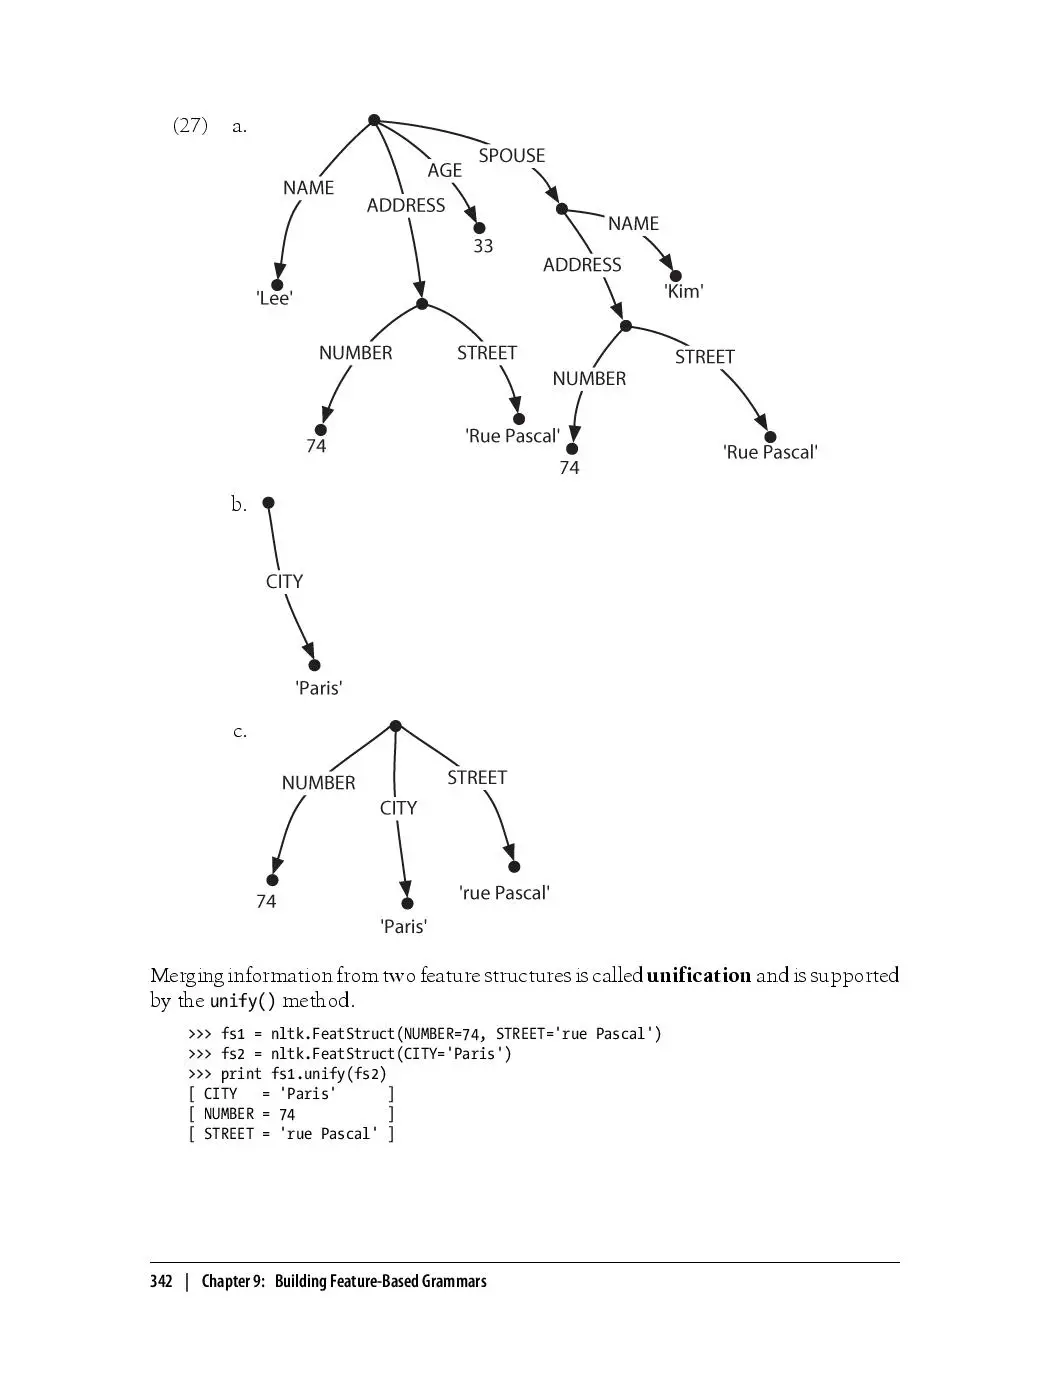 (27) a.
SPOUSE
AGE
NAME
ADDRESS
NAME
33
ADDRESS
'Lee'
'Kim'
NUMBER
STREET
STREET
NUMBER
'Rue Pascal'
74
'Rue Pascal'
74
b.
CITY
'Paris'
c.
NUMBER
STREET
CITY
74
'rue Pascal'
'Paris'
Merging information from two feature structures is called unification and is supported
by the unify() method.
>>> fs1 = nltk.FeatStruct(NUMBER=74, STREET='rue Pascal')
>>> fs2 = nltk.FeatStruct(CITY='Paris')
>>> print fs1.unify(fs2)
[ CITY   = 'Paris'      ]
[ NUMBER = 74           ]
[ STREET = 'rue Pascal' ]
342 | Chapter 9: Building Feature-Based Grammars